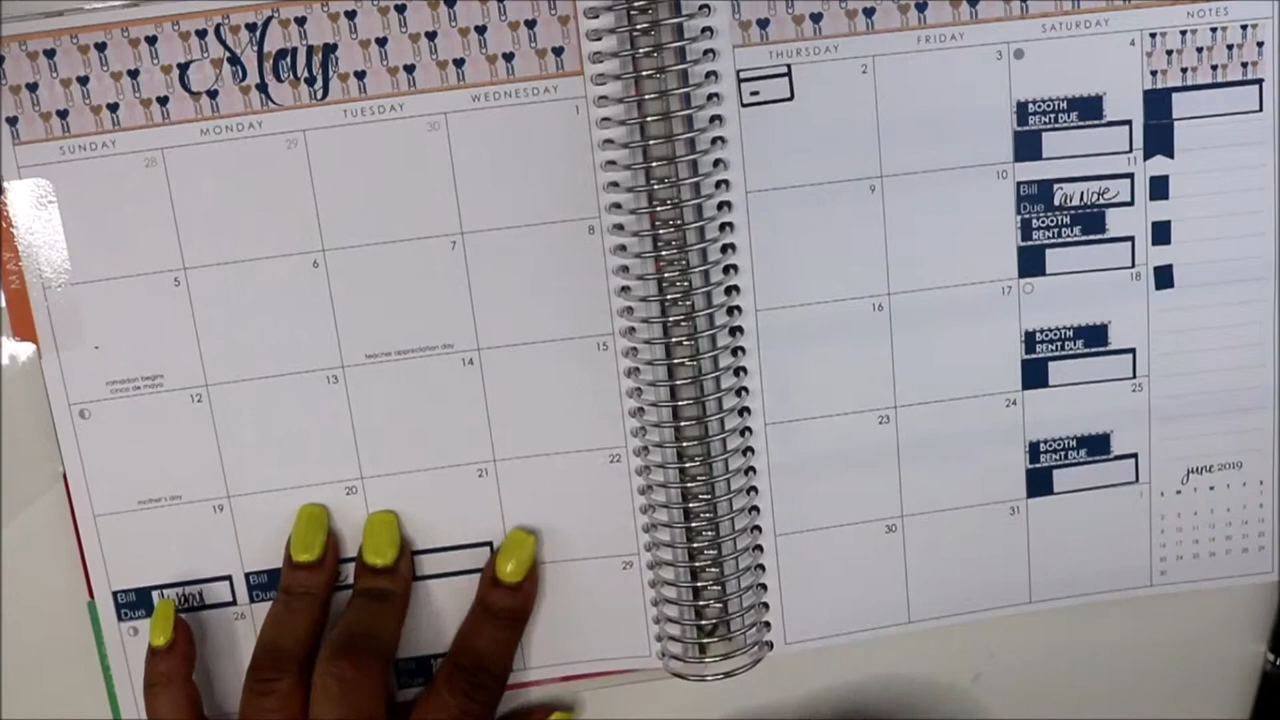 May
SUNDAY MONDAY TUESDAY WEDNESDAY
28 29 30 1
5 6 7 8
ramadan begins
cinco de mayo
teacher appreciation day
12 13 14 15
mother's day
19 20 21 22
Bill
Due
Bill
Due
26 29
Bill
THURSDAY FRIDAY SATURDAY NOTES
2 3 4
BOOTH
RENT DUE
9 10 11
Bill
Due Car Note
BOOTH
RENT DUE
16 17 18
BOOTH
RENT DUE
23 24 25
BOOTH
RENT DUE
30 31 1
june 2019
S M T W T F S